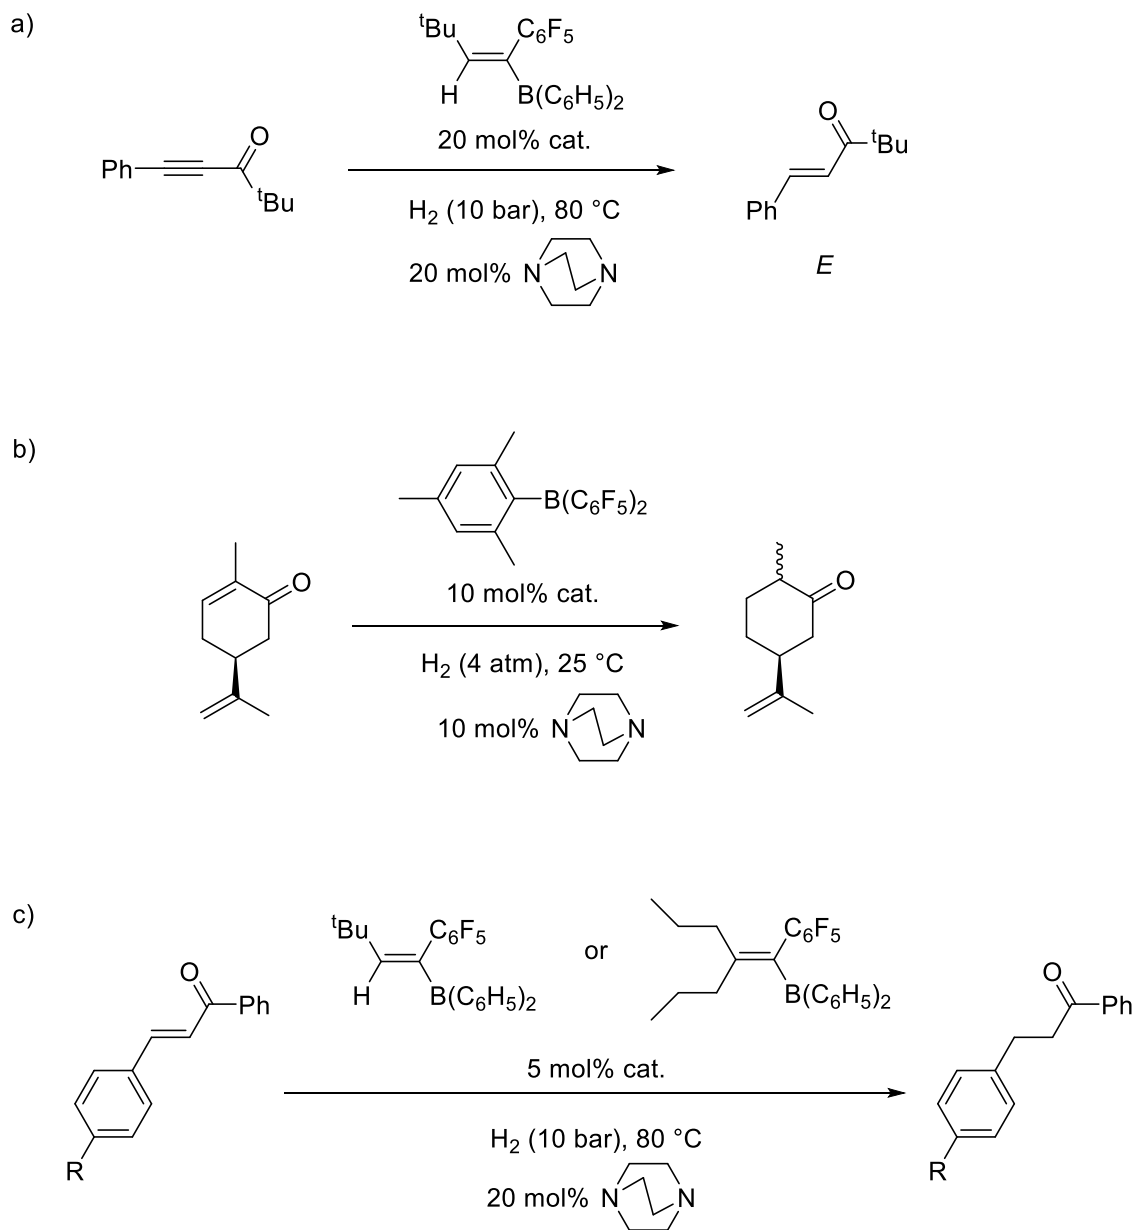 a)
ᵗBu C₆F₅
H B(C₆H₅)₂
20 mol% cat.
Ph O ᵗBu
H₂ (10 bar), 80 °C
20 mol% N N
O ᵗBu
Ph
E
b)
B(C₆F₅)₂
O
10 mol% cat.
H₂ (4 atm), 25 °C
10 mol% N N
O
c)
ᵗBu C₆F₅
H B(C₆H₅)₂
or
C₆F₅
B(C₆H₅)₂
O Ph
R
5 mol% cat.
H₂ (10 bar), 80 °C
20 mol% N N
O Ph
R